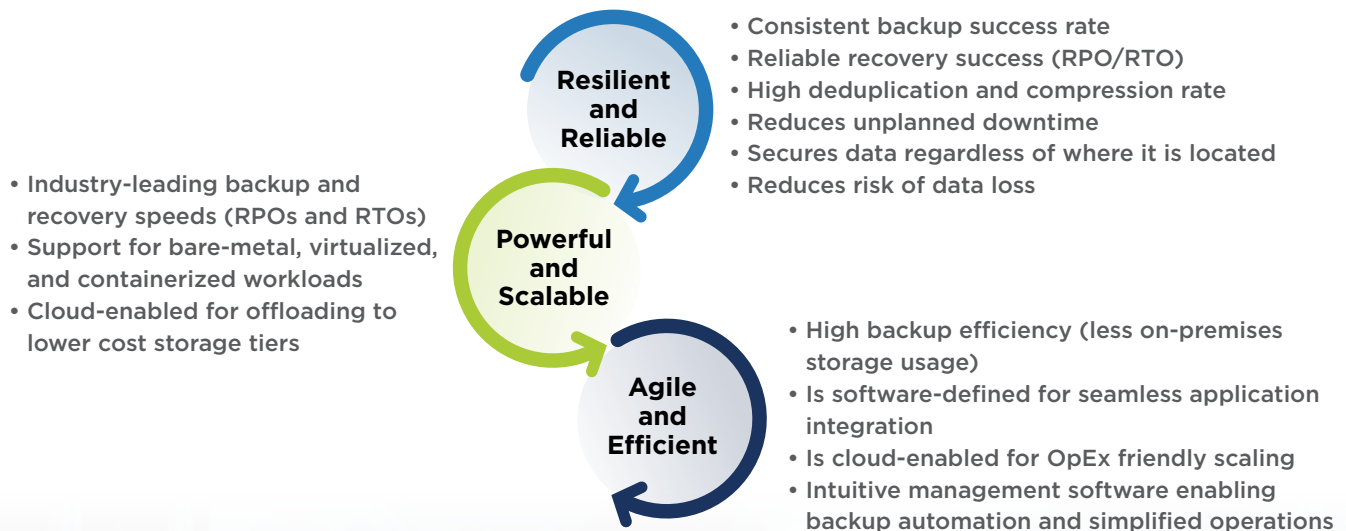 Resilient
and
Reliable
• Consistent backup success rate
• Reliable recovery success (RPO/RTO)
• High deduplication and compression rate
• Reduces unplanned downtime
• Secures data regardless of where it is located
• Reduces risk of data loss
• Industry-leading backup and
recovery speeds (RPOs and RTOs)
• Support for bare-metal, virtualized,
and containerized workloads
• Cloud-enabled for offloading to
lower cost storage tiers
Powerful
and
Scalable
Agile
and
Efficient
• High backup efficiency (less on-premises
storage usage)
• Is software-defined for seamless application
integration
• Is cloud-enabled for OpEx friendly scaling
• Intuitive management software enabling
backup automation and simplified operations